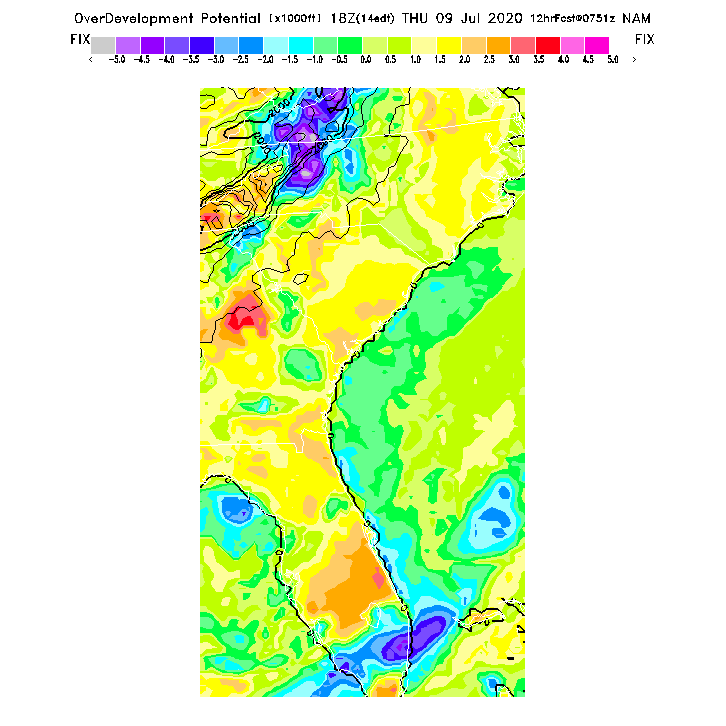 OverDevelopment Potential [x1000ft] 18Z(14edt) THU 09 Jul 2020 12hrFcst@0751z NAM
FIX FIX
< -5.0 -4.5 -4.0 -3.5 -3.0 -2.5 -2.0 -1.5 -1.0 -0.5 0.0 0.5 1.0 1.5 2.0 2.5 3.0 3.5 4.0 4.5 5.0 >
2000